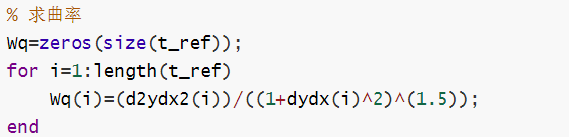 % 求曲率
Wq=zeros(size(t_ref));
for i=1:length(t_ref)
    Wq(i)=(d2ydx2(i))/((1+dydx(i)^2)^(1.5));
end